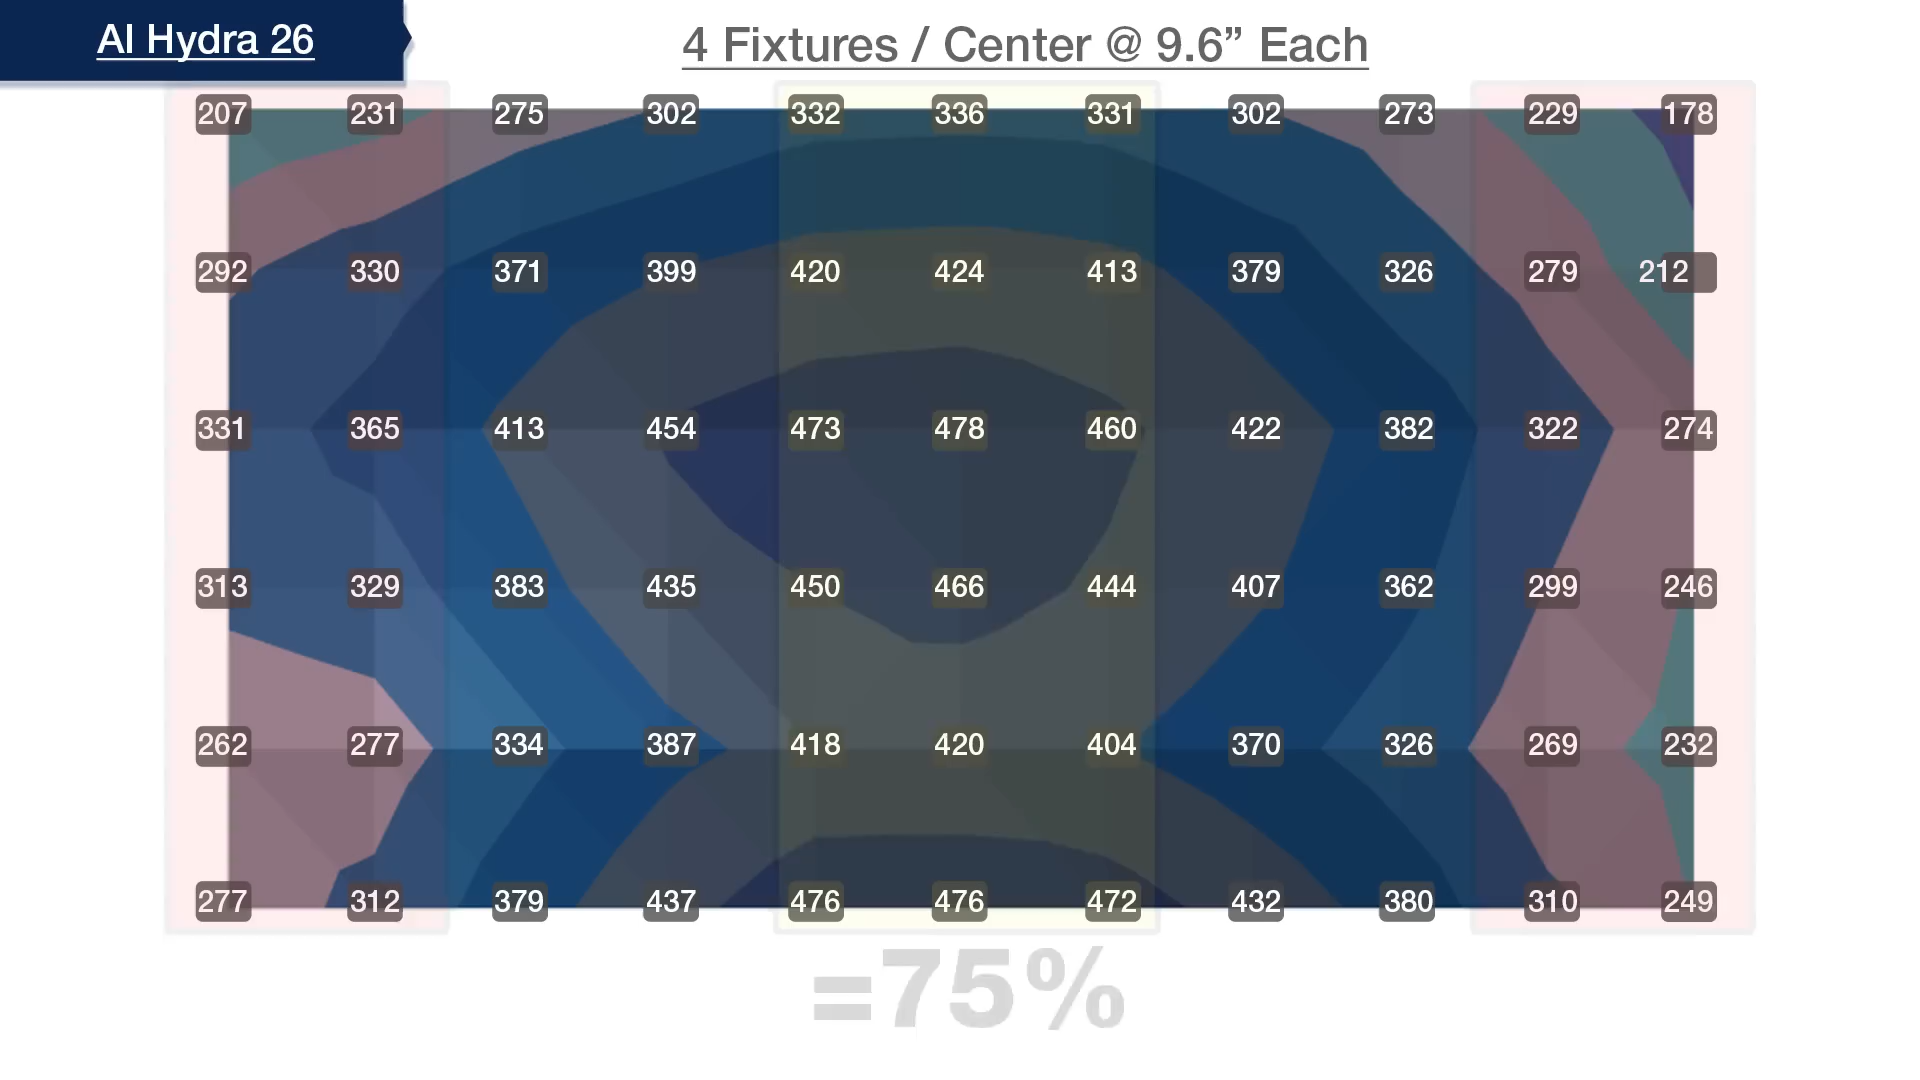 AI Hydra 26
4 Fixtures / Center @ 9.6” Each
207 231 275 302 332 336 331 302 273 229 178
292 330 371 399 420 424 413 379 326 279 212
331 365 413 454 473 478 460 422 382 322 274
313 329 383 435 450 466 444 407 362 299 246
262 277 334 387 418 420 404 370 326 269 232
277 312 379 437 476 476 472 432 380 310 249
=75%